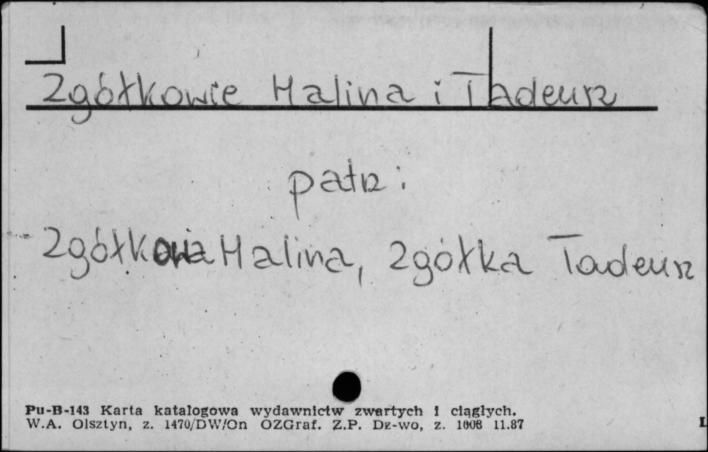 Zgółkowie Halina i Tadeusz
patrz:
Zgółkowa Halina, Zgółka Tadeusz
Pu-B-143 Karta katalogowa wydawnictw zwartych i ciągłych.
W.A. Olsztyn, z. 1470/DW/On OZGraf. Z.P. Dz-wo, z. 1008 11.87